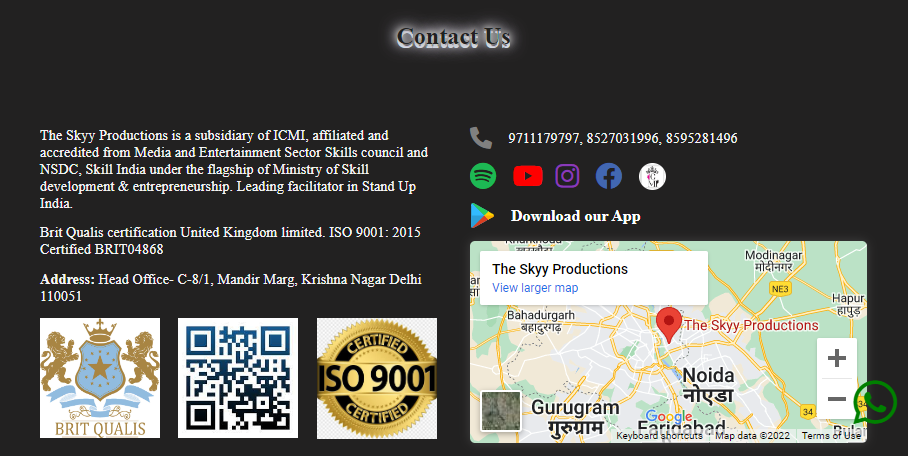 Contact Us
The Skyy Productions is a subsidiary of ICMI, affiliated and
accredited from Media and Entertainment Sector Skills council and
NSDC, Skill India under the flagship of Ministry of Skill
development & entrepreneurship. Leading facilitator in Stand Up
India.
Brit Qualis certification United Kingdom limited. ISO 9001: 2015
Certified BRIT04868
Address: Head Office- C-8/1, Mandir Marg, Krishna Nagar Delhi
110051
BRIT QUALIS
CERTIFIED
ISO 9001
CERTIFIED
9711179797, 8527031996, 8595281496
Download our App
The Skyy Productions
View larger map
Modinagar
मोदीनगर
NE3
Hapur
हापुड़
Bahadurgarh
बहादुरगढ़
The Skyy Productions
Noida
नोएडा
Gurugram
गुरुग्राम
Google
Faridabad
34
Keyboard shortcuts
Map data ©2022
Terms of Use